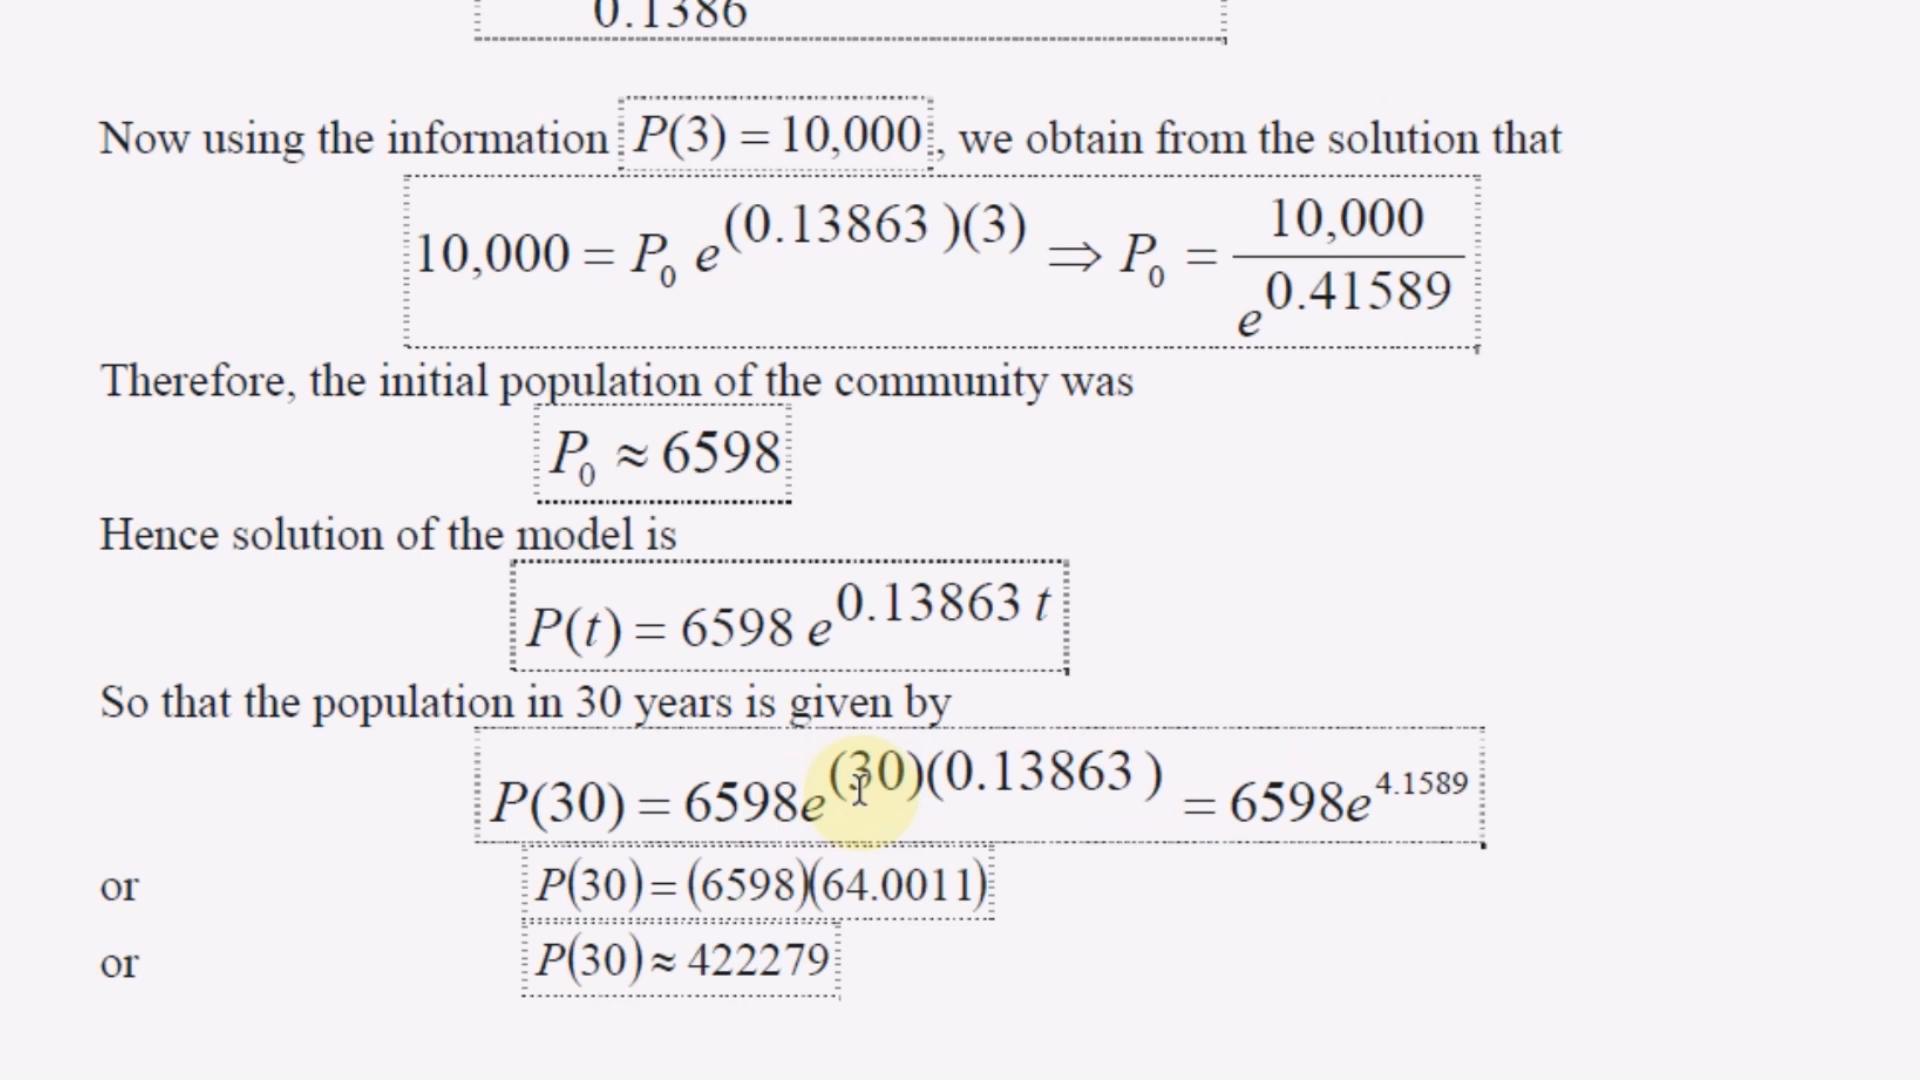 0.1386
Now using the information P(3) = 10,000, we obtain from the solution that
10,000 = P₀ e^(0.13863 )(3) ⇒ P₀ = 10,000 / e^0.41589
Therefore, the initial population of the community was
P₀ ≈ 6598
Hence solution of the model is
P(t) = 6598 e^0.13863 t
So that the population in 30 years is given by
P(30) = 6598e^(30)(0.13863 ) = 6598e^4.1589
or P(30) = (6598)(64.0011)
or P(30) ≈ 422279